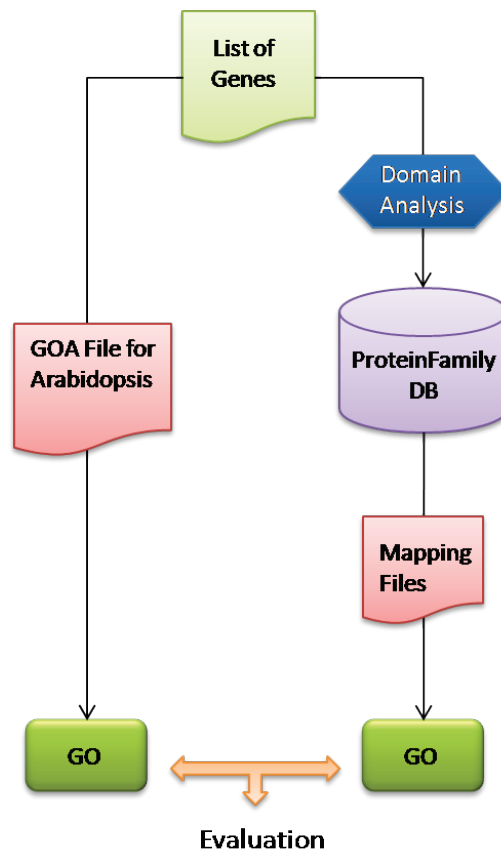 List of
Genes
Domain
Analysis
GOA File for
Arabidopsis
ProteinFamily
DB
Mapping
Files
GO
GO
Evaluation